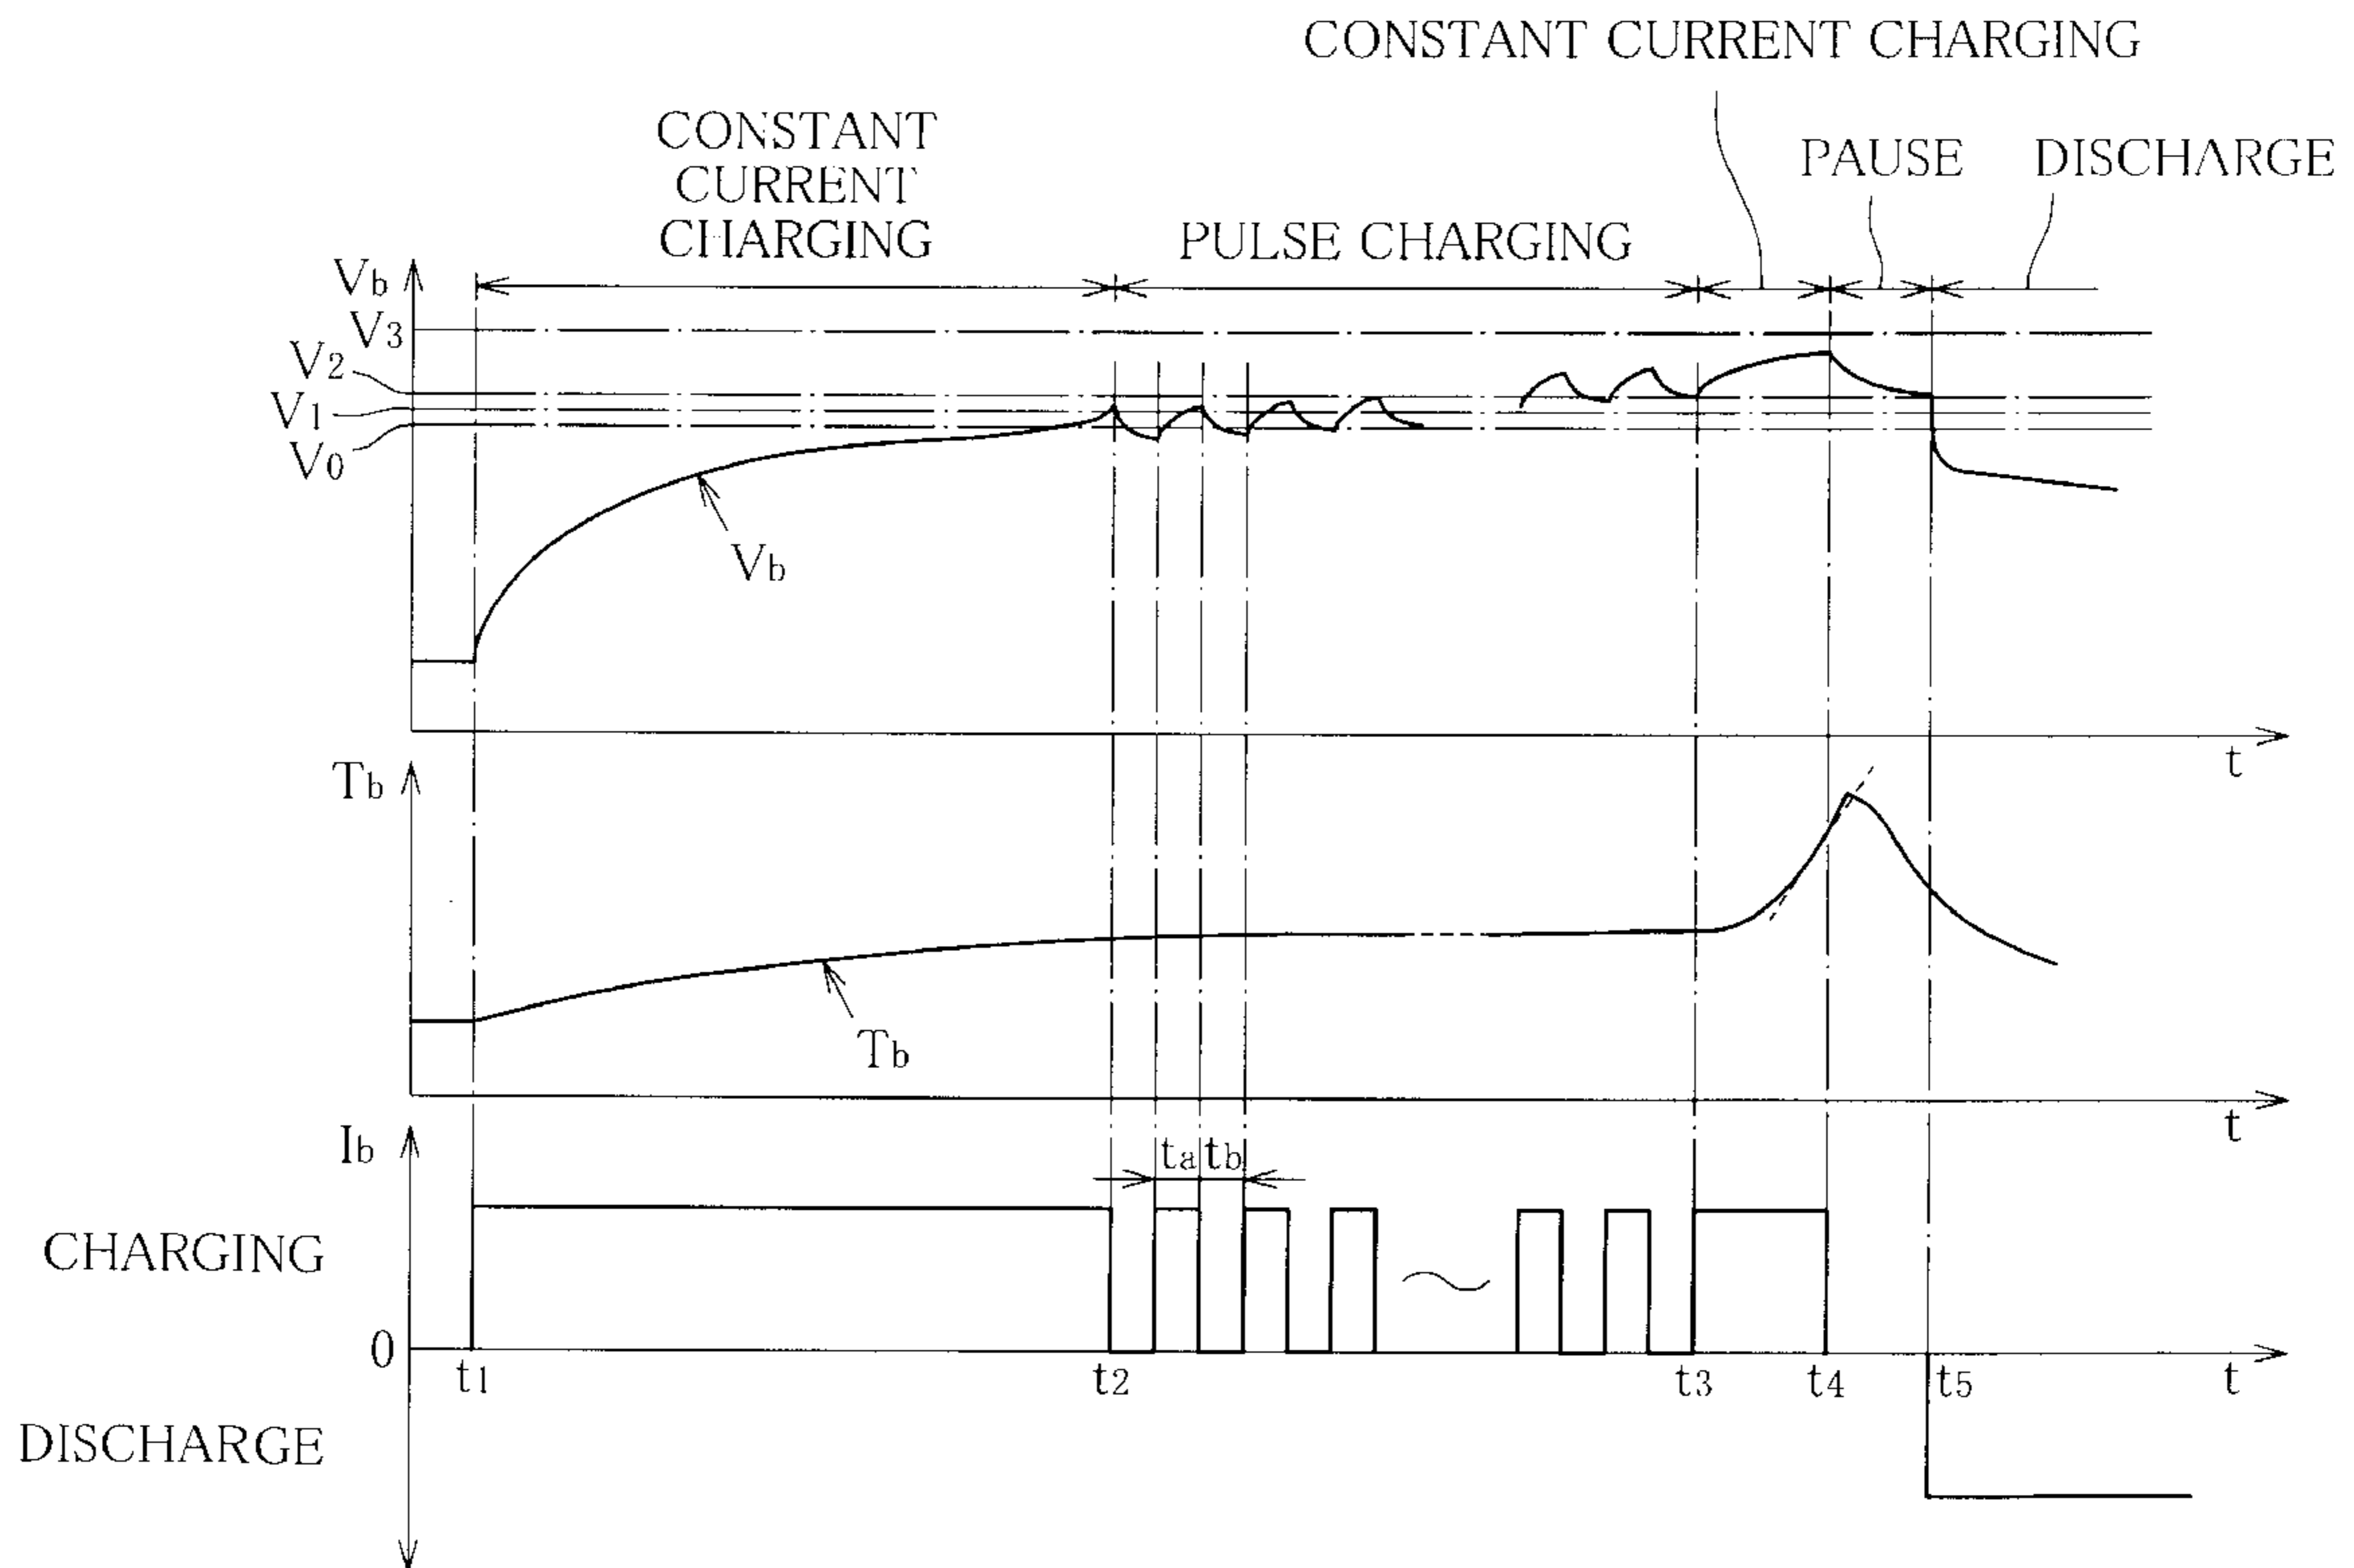 CONSTANT CURRENT CHARGING
CONSTANT
CURRENT
CHARGING
PULSE CHARGING
PAUSE
DISCHARGE
Vb
V3
V2
V1
V0
Vb
t
Tb
Tb
t
Ib
ta tb
CHARGING
0
t1
t2
t3
t4
t5
t
DISCHARGE